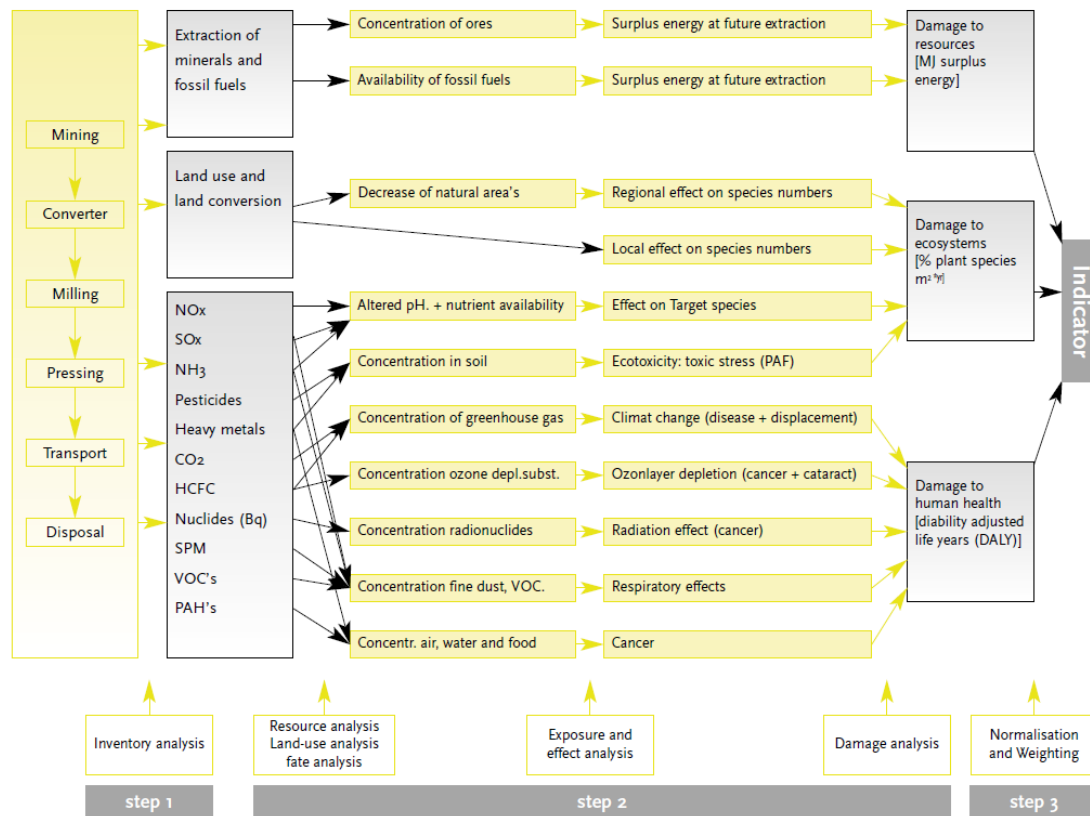 Mining
Converter
Milling
Pressing
Transport
Disposal
Extraction of
minerals and
fossil fuels
Land use and
land conversion
NOx
SOx
NH3
Pesticides
Heavy metals
CO2
HCFC
Nuclides (Bq)
SPM
VOC's
PAH's
Concentration of ores
Availability of fossil fuels
Decrease of natural area's
Altered pH. + nutrient availability
Concentration in soil
Concentration of greenhouse gas
Concentration ozone depl.subst.
Concentration radionuclides
Concentration fine dust, VOC.
Concentr. air, water and food
Surplus energy at future extraction
Surplus energy at future extraction
Regional effect on species numbers
Local effect on species numbers
Effect on Target species
Ecotoxicity: toxic stress (PAF)
Climat change (disease + displacement)
Ozonlayer depletion (cancer + cataract)
Radiation effect (cancer)
Respiratory effects
Cancer
Damage to
resources
[MJ surplus
energy]
Damage to
ecosystems
[% plant species
m2 *yr]
Damage to
human health
[diability adjusted
life years (DALY)]
Indicator
Inventory analysis
Resource analysis
Land-use analysis
fate analysis
Exposure and
effect analysis
Damage analysis
Normalisation
and Weighting
step 1
step 2
step 3